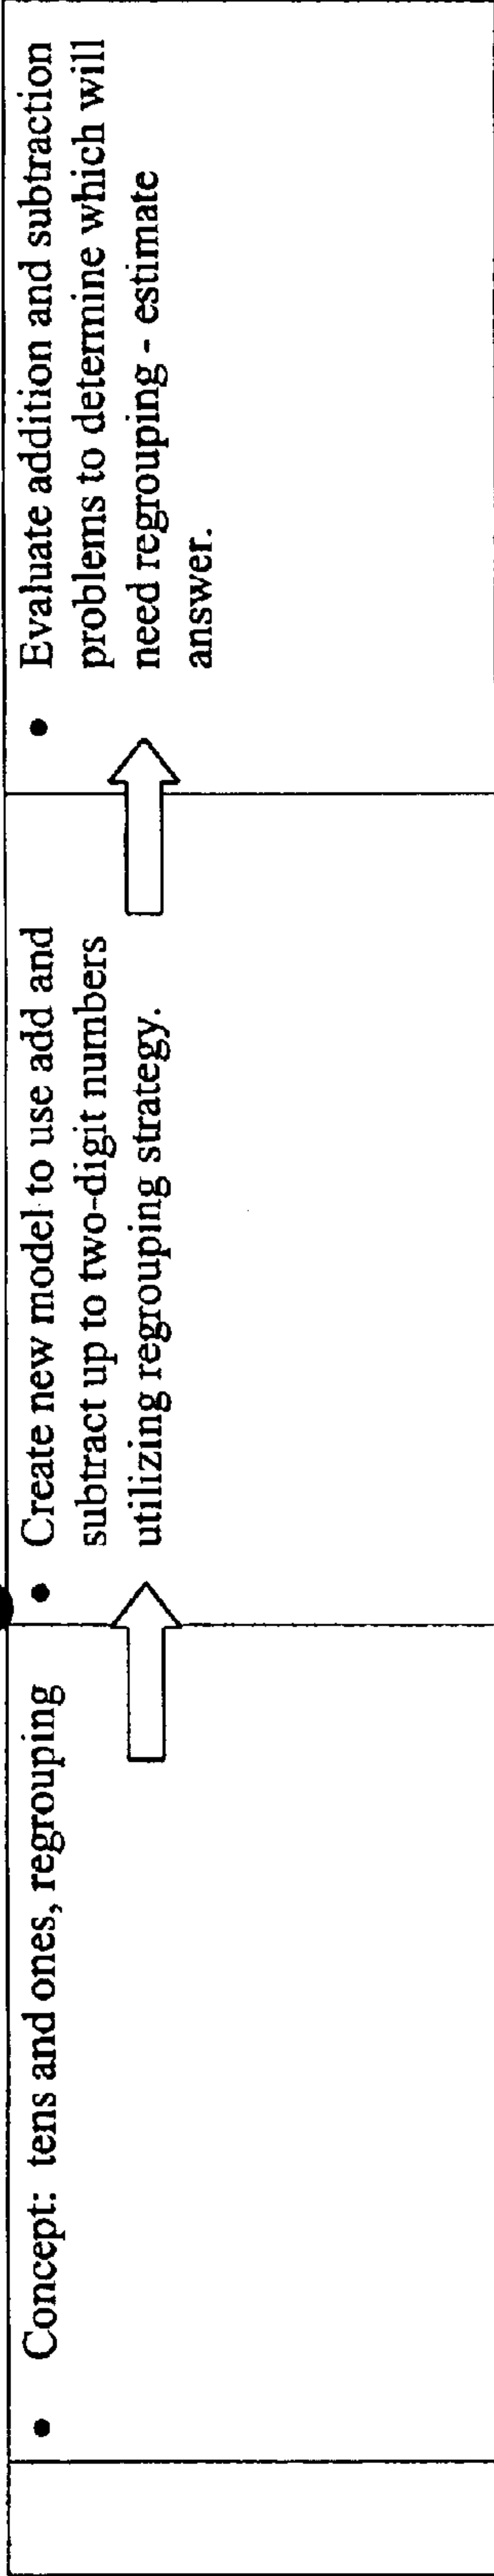 • Concept: tens and ones, regrouping
• Create new model to use add and
subtract up to two-digit numbers
utilizing regrouping strategy.
• Evaluate addition and subtraction
problems to determine which will
need regrouping - estimate
answer.